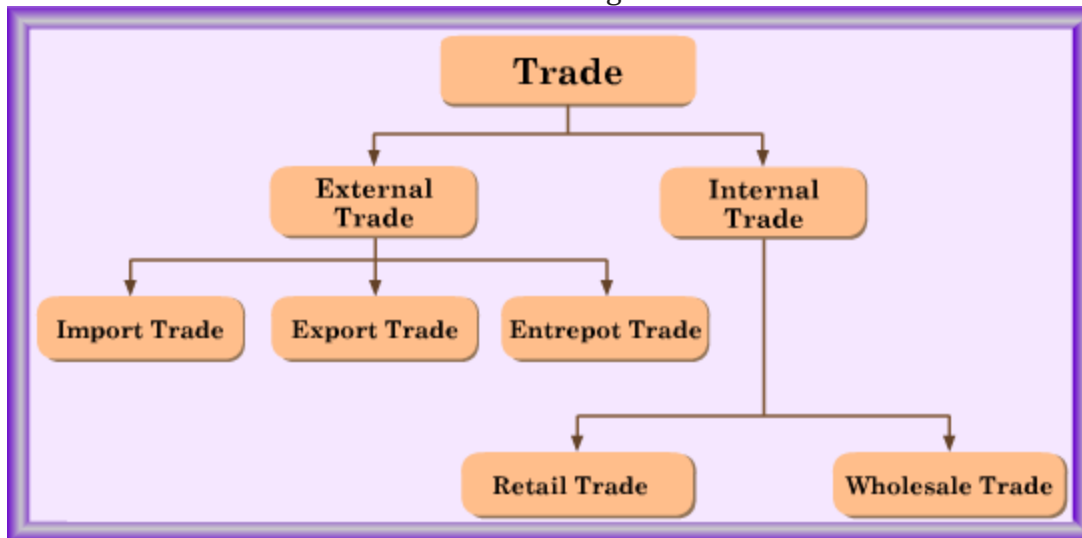 Trade
External
Trade
Internal
Trade
Import Trade
Export Trade
Entrepot Trade
Retail Trade
Wholesale Trade